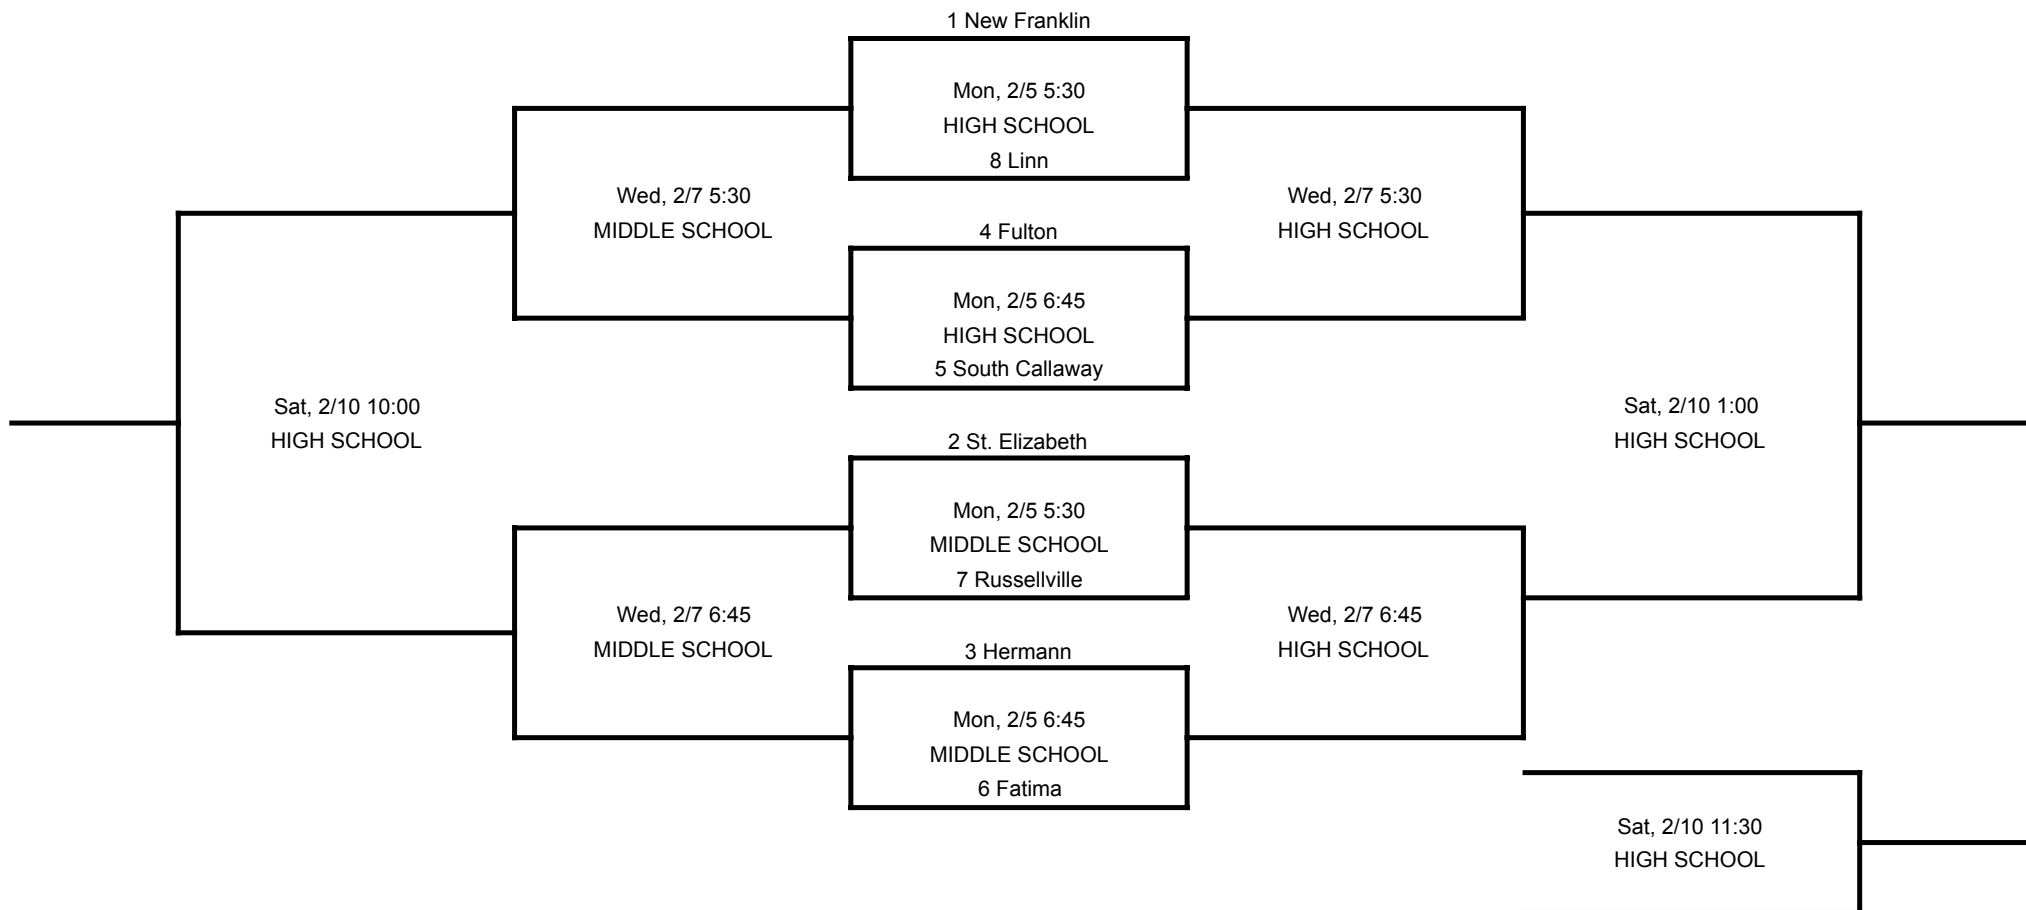 1 New Franklin
Mon, 2/5 5:30
HIGH SCHOOL
8 Linn
Wed, 2/7 5:30
MIDDLE SCHOOL
Wed, 2/7 5:30
HIGH SCHOOL
4 Fulton
Mon, 2/5 6:45
HIGH SCHOOL
5 South Callaway
Sat, 2/10 10:00
HIGH SCHOOL
Sat, 2/10 1:00
HIGH SCHOOL
2 St. Elizabeth
Mon, 2/5 5:30
MIDDLE SCHOOL
7 Russellville
Wed, 2/7 6:45
MIDDLE SCHOOL
Wed, 2/7 6:45
HIGH SCHOOL
3 Hermann
Mon, 2/5 6:45
MIDDLE SCHOOL
6 Fatima
Sat, 2/10 11:30
HIGH SCHOOL